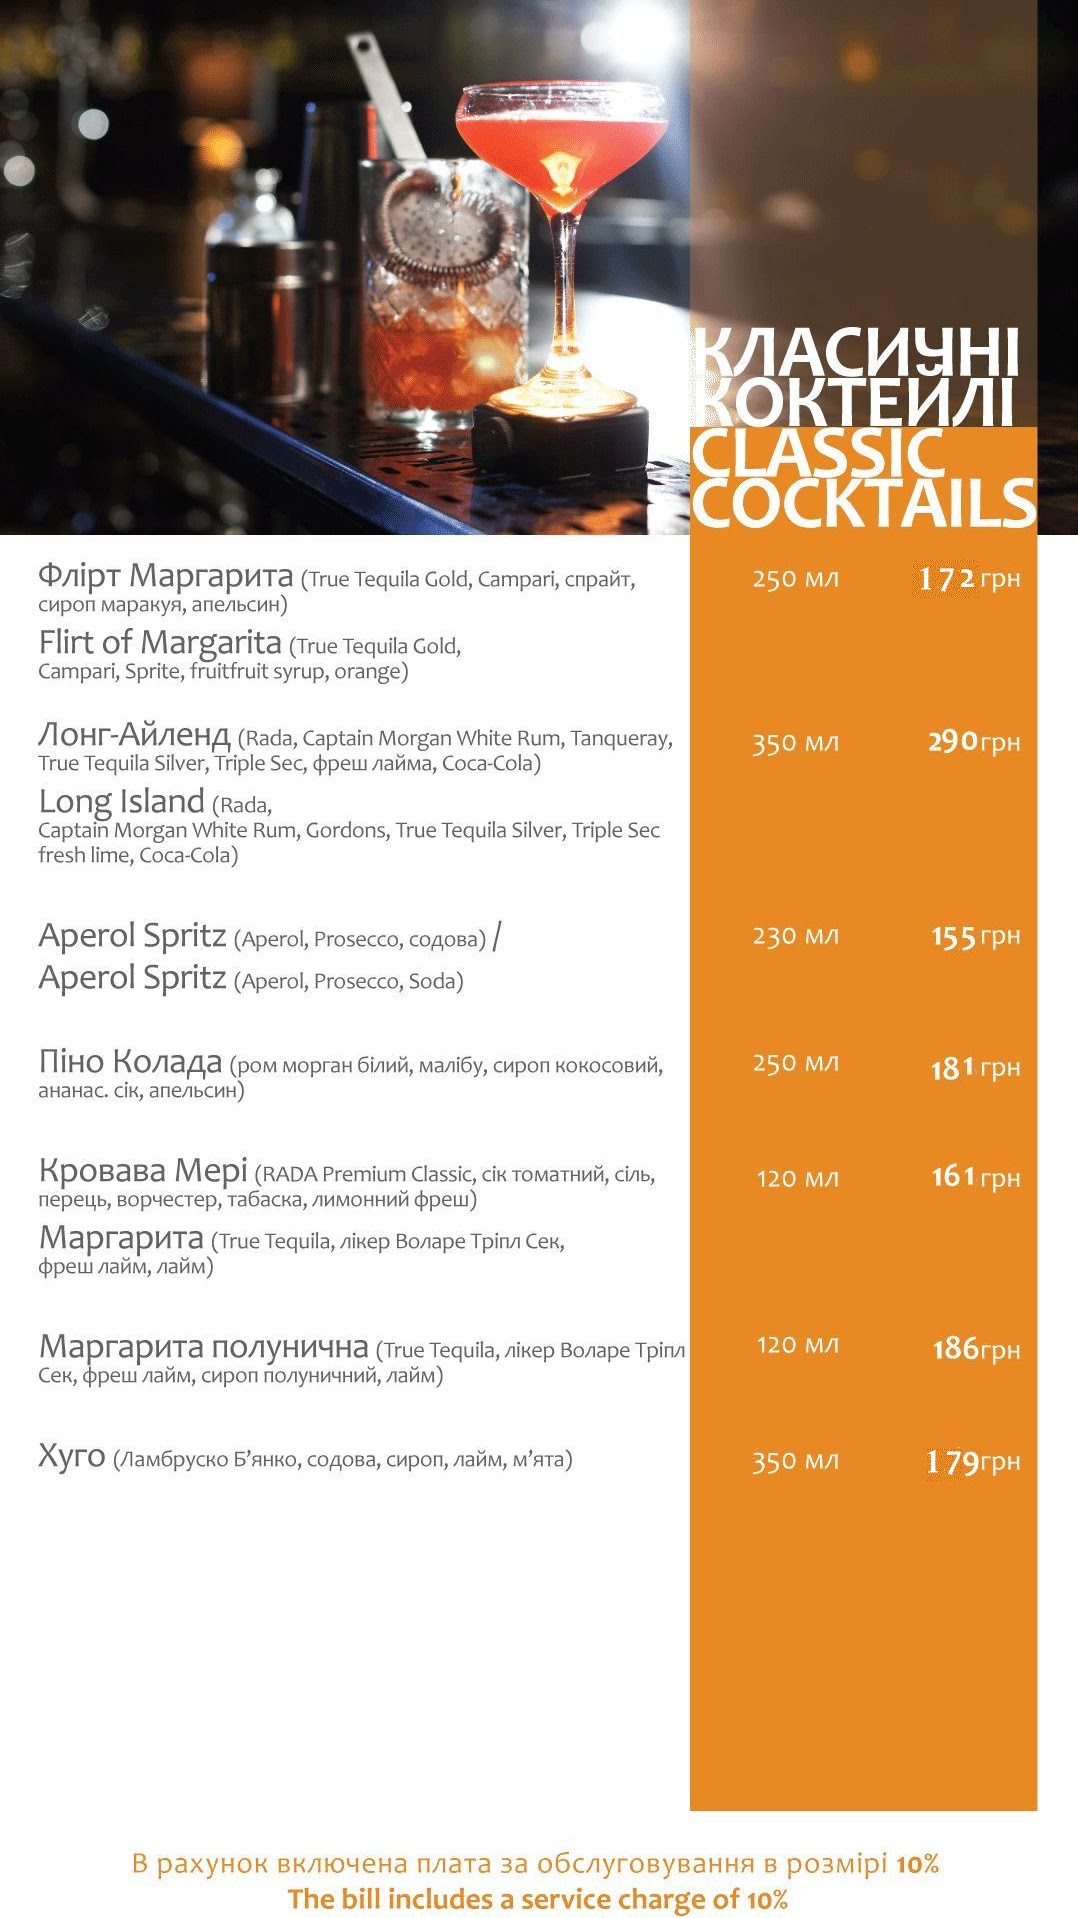 КЛАСИЧНІ
КОКТЕЙЛІ
CLASSIC
COCKTAILS
Флірт Маргарита (True Tequila Gold, Campari, спрайт, 250 мл 172 грн
сироп маракуя, апельсин)
Flirt of Margarita (True Tequila Gold,
Campari, Sprite, fruitfruit syrup, orange)
Лонг-Айленд (Rada, Captain Morgan White Rum, Tanqueray, 350 мл 290 грн
True Tequila Silver, Triple Sec, фреш лайма, Coca-Cola)
Long Island (Rada,
Captain Morgan White Rum, Gordons, True Tequila Silver, Triple Sec
fresh lime, Coca-Cola)
Aperol Spritz (Aperol, Prosecco, содова) / 230 мл 155 грн
Aperol Spritz (Aperol, Prosecco, Soda)
Піно Колада (ром морган білий, малібу, сироп кокосовий, 250 мл 181 грн
ананас. сік, апельсин)
Кровава Мері (RADA Premium Classic, сік томатний, сіль, 120 мл 161 грн
перець, ворчестер, табаска, лимонний фреш)
Маргарита (True Tequila, лікер Воларе Тріпл Сек,
фреш лайм, лайм)
Маргарита полунична (True Tequila, лікер Воларе Тріпл 120 мл 186грн
Сек, фреш лайм, сироп полуничний, лайм)
Хуго (Ламбруско Б'янко, содова, сироп, лайм, м'ята) 350 мл 179грн
В рахунок включена плата за обслуговування в розмірі 10%
The bill includes a service charge of 10%